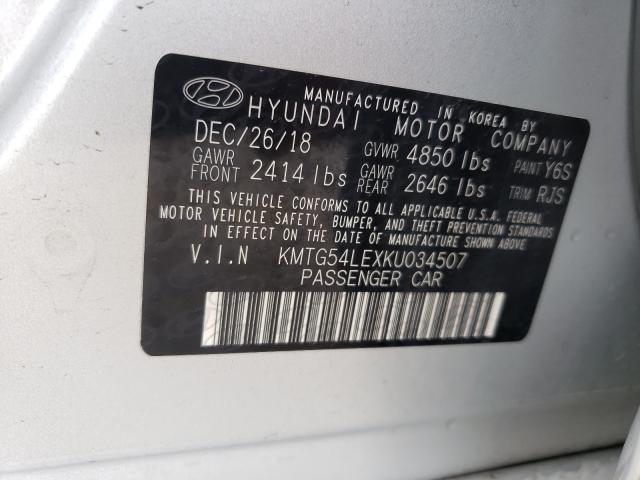 MANUFACTURED IN KOREA BY
HYUNDAI MOTOR COMPANY
DEC/26/18 GVWR 4850 lbs PAINT Y6S
GAWR FRONT 2414 lbs GAWR REAR 2646 lbs TRIM RJS
THIS VEHICLE CONFORMS TO ALL APPLICABLE U.S.A. FEDERAL
MOTOR VEHICLE SAFETY, BUMPER, AND THEFT PREVENTION STANDARDS
IN EFFECT ON THE DATE OF MANUFACTURE SHOWN ABOVE.
V.I.N KMTG54LEXKU034507
PASSENGER CAR